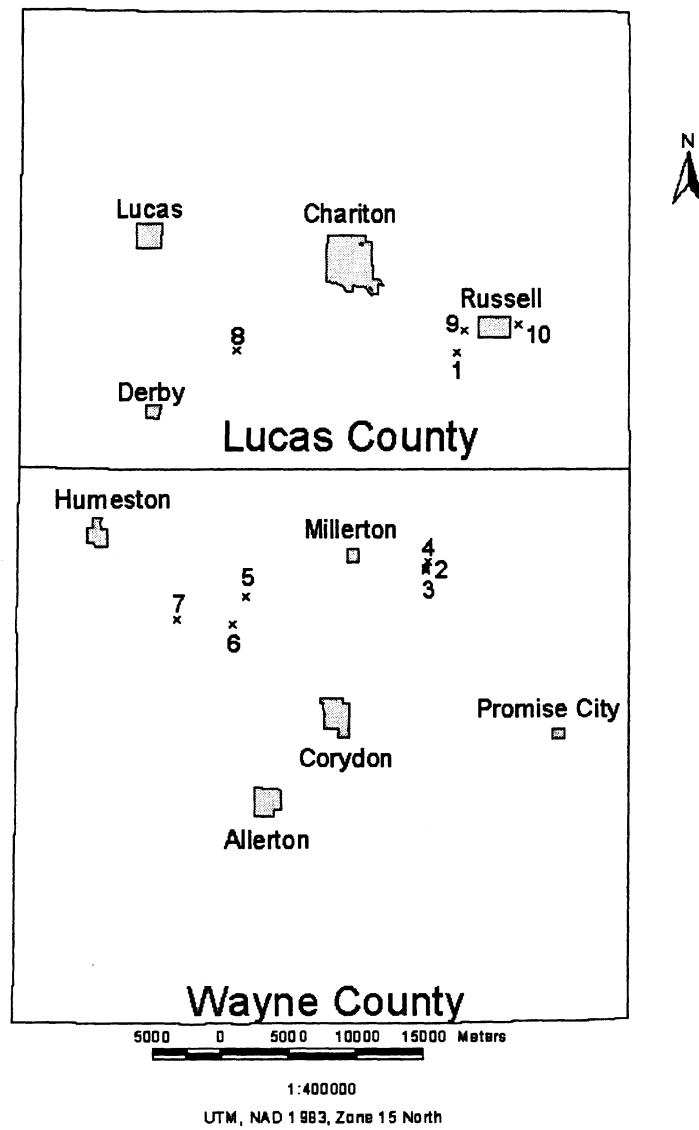 N
Lucas
Chariton
Russell
9
10
8
1
Derby
Lucas County
Humeston
Millerton
4
2
5
3
7
6
Promise City
Corydon
Allerton
Wayne County
5000 0 5000 10000 15000 Meters
1:400000
UTM, NAD 1983, Zone 15 North